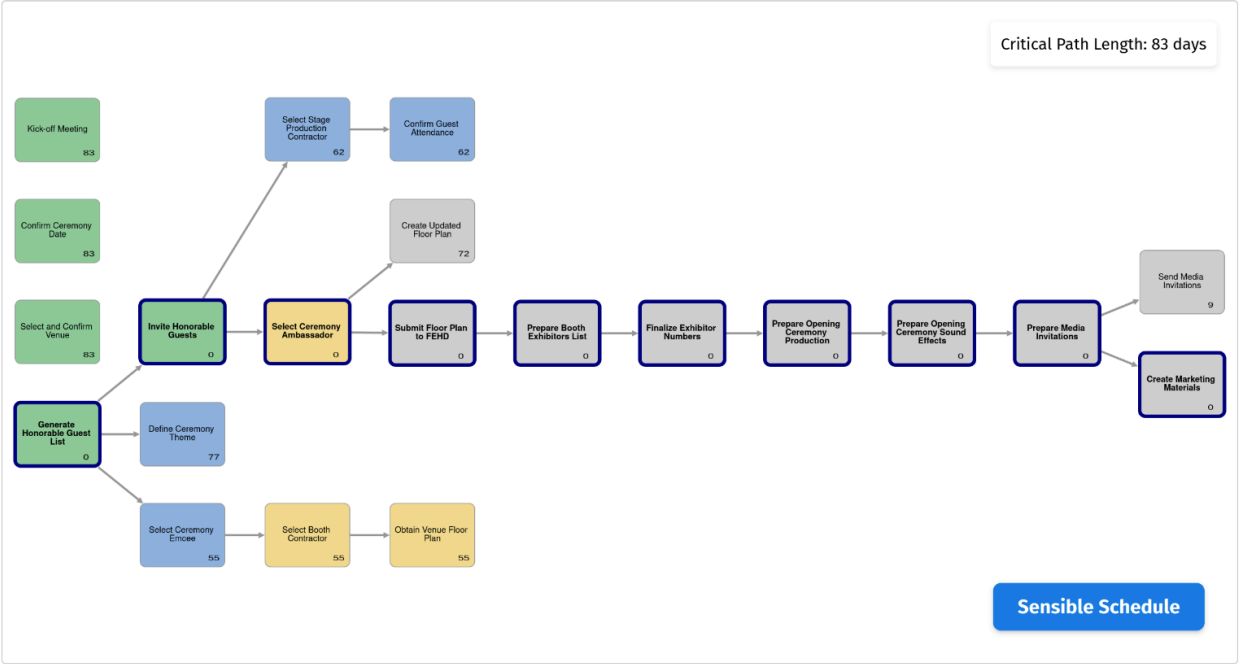 Critical Path Length: 83 days
Kick-off Meeting
83
Select Stage
Production
Contractor
62
Confirm Guest
Attendance
62
Confirm Ceremony
Date
83
Create Updated
Floor Plan
72
Select and Confirm
Venue
83
Invite Honorable
Guests
0
Select Ceremony
Ambassador
0
Submit Floor Plan
to FEHD
0
Prepare Booth
Exhibitors List
0
Finalize Exhibitor
Numbers
0
Prepare Opening
Ceremony
Production
0
Prepare Opening
Ceremony Sound
Effects
0
Prepare Media
Invitations
0
Send Media
Invitations
9
Create Marketing
Materials
0
Generate
Honorable Guest
List
0
Define Ceremony
Theme
77
Select Ceremony
Emcee
55
Select Booth
Contractor
55
Obtain Venue Floor
Plan
55
Sensible Schedule